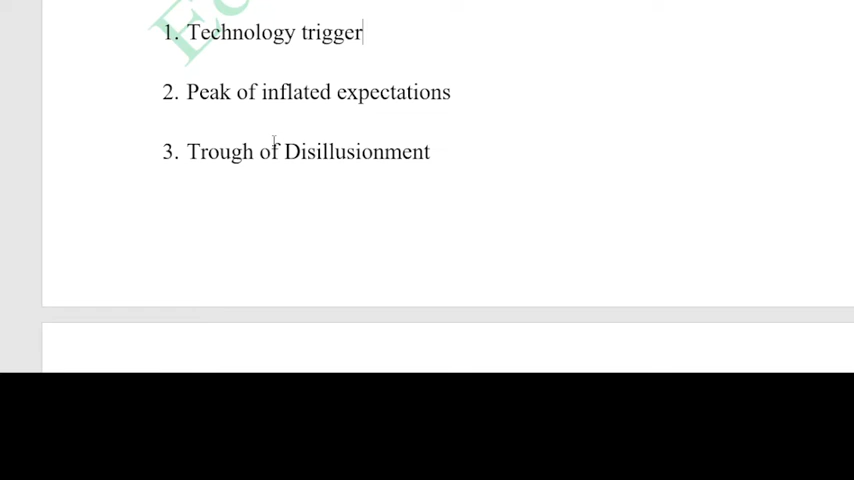 1. Technology trigger
2. Peak of inflated expectations
3. Trough of Disillusionment